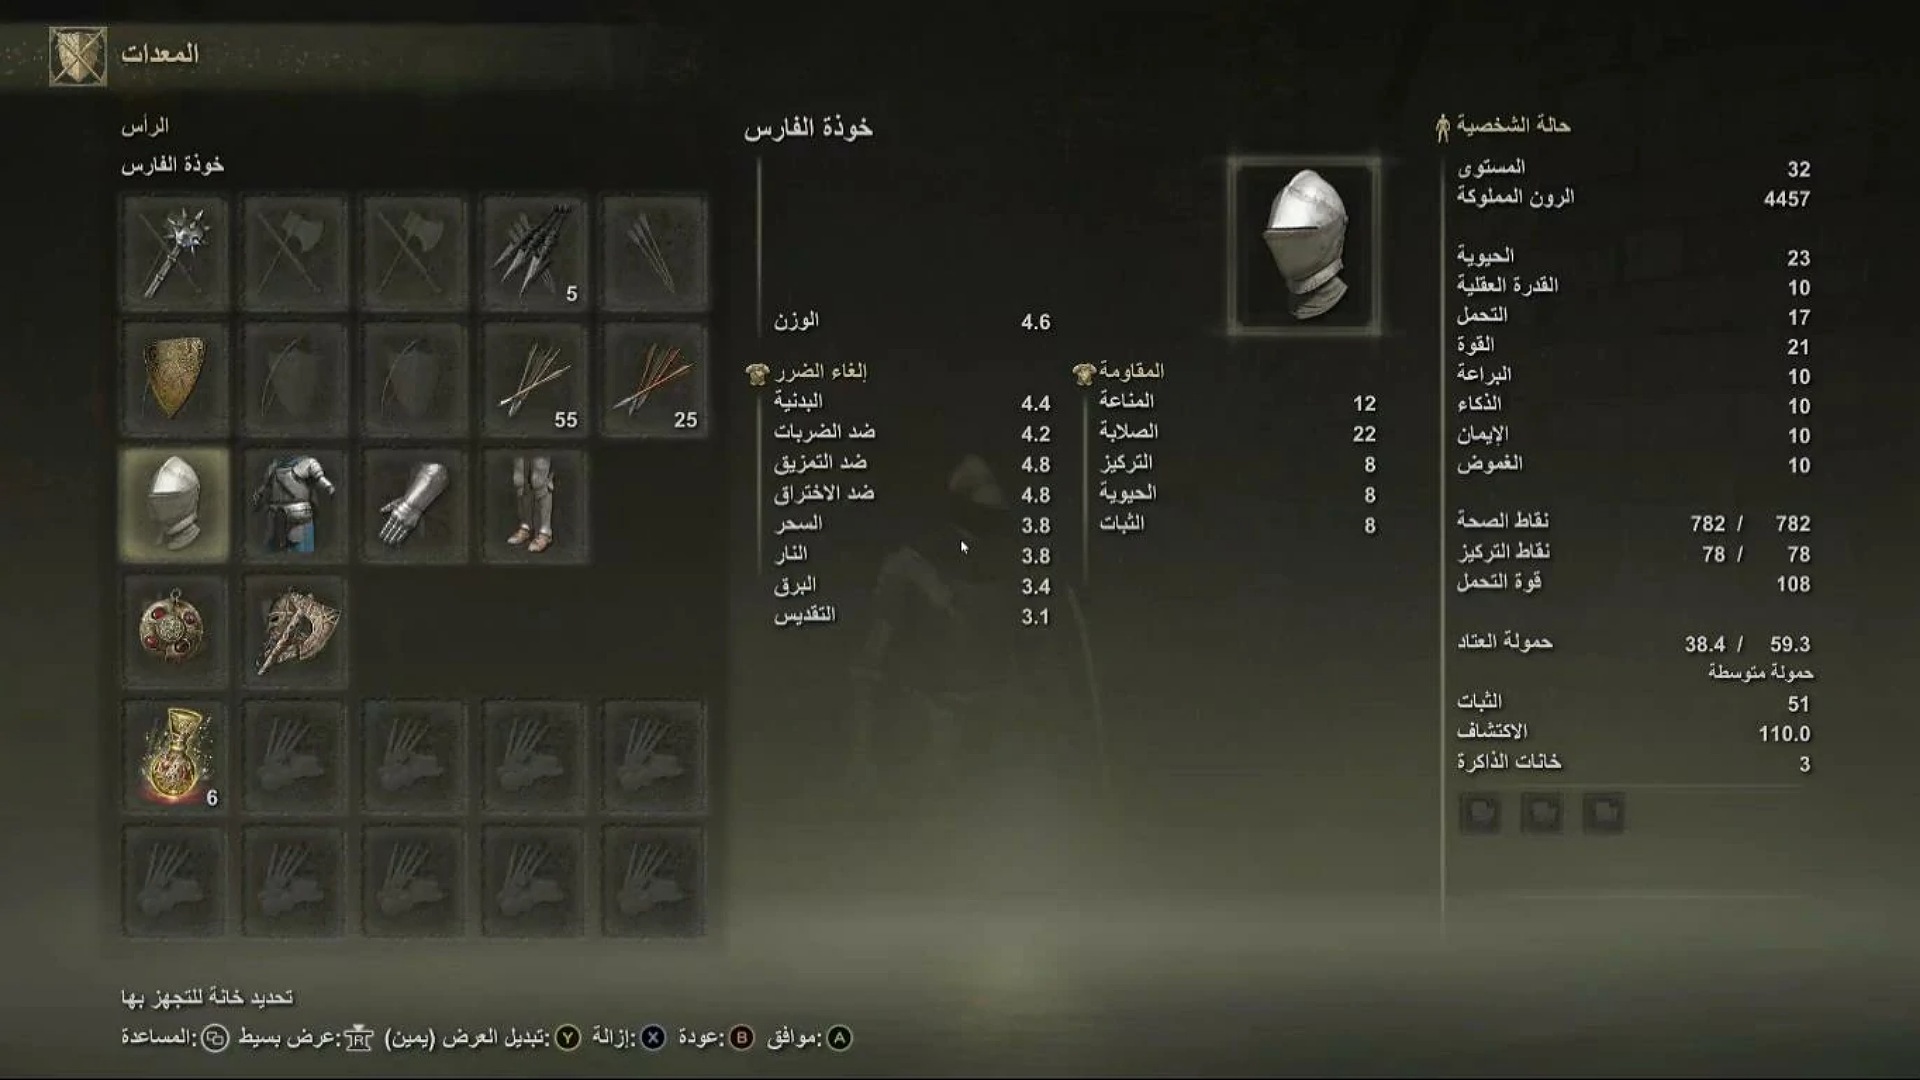 المعدات
الرأس
خوذة الفارس
5
55
25
6
خوذة الفارس
الوزن 4.6
إلغاء الضرر
البدنية 4.4
ضد الضربات 4.2
ضد التمزيق 4.8
ضد الاختراق 4.8
السحر 3.8
النار 3.8
البرق 3.4
التقديس 3.1
المقاومة
المناعة 12
الصلابة 22
التركيز 8
الحيوية 8
الثبات 8
حالة الشخصية
المستوى 32
الرون المملوكة 4457
الحيوية 23
القدرة العقلية 10
التحمل 17
القوة 21
البراعة 10
الذكاء 10
الإيمان 10
الغموض 10
نقاط الصحة 782 / 782
نقاط التركيز 78 / 78
قوة التحمل 108
حمولة العتاد 38.4 / 59.3
حمولة متوسطة
الثبات 51
الاكتشاف 110.0
خانات الذاكرة 3
تحديد خانة للتجهز بها
A:موافق B:عودة X:إزالة Y:تبديل العرض (يمين) R:عرض بسيط :المساعدة